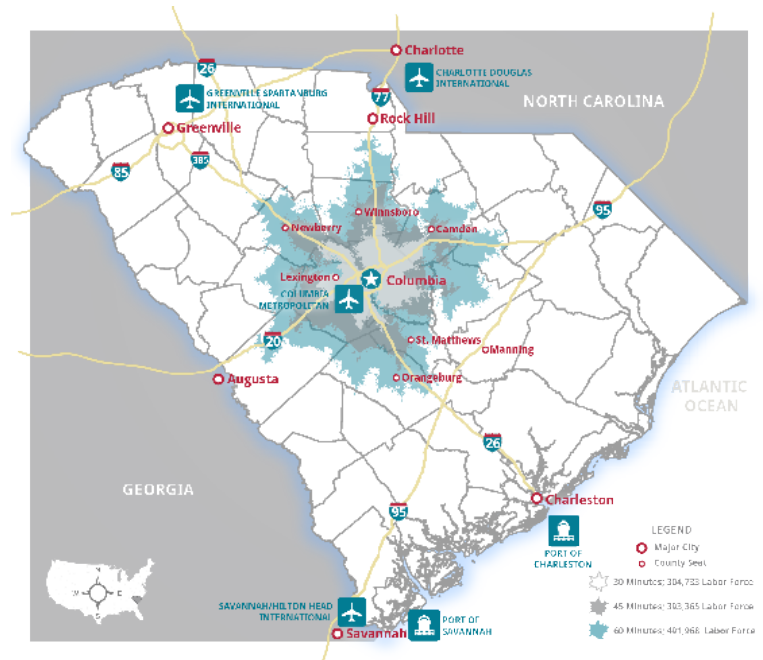 Charlotte
CHARLOTTE DOUGLAS
INTERNATIONAL
26
77
GREENVILLE SPARTANBURG
INTERNATIONAL
NORTH CAROLINA
Rock Hill
Greenville
385
85
95
Winnsboro
Newberry
Camden
Lexington
Columbia
COLUMBIA
METROPOLITAN
20
St. Matthews
Manning
Augusta
Orangeburg
ATLANTIC
OCEAN
26
GEORGIA
95
Charleston
PORT OF
CHARLESTON
LEGEND
Major City
County Seat
30 Minutes; 304,733 Labor Force
45 Minutes; 393,365 Labor Force
60 Minutes; 491,968 Labor Force
N
W
E
S
SAVANNAH/HILTON HEAD
INTERNATIONAL
PORT OF
SAVANNAH
Savannah